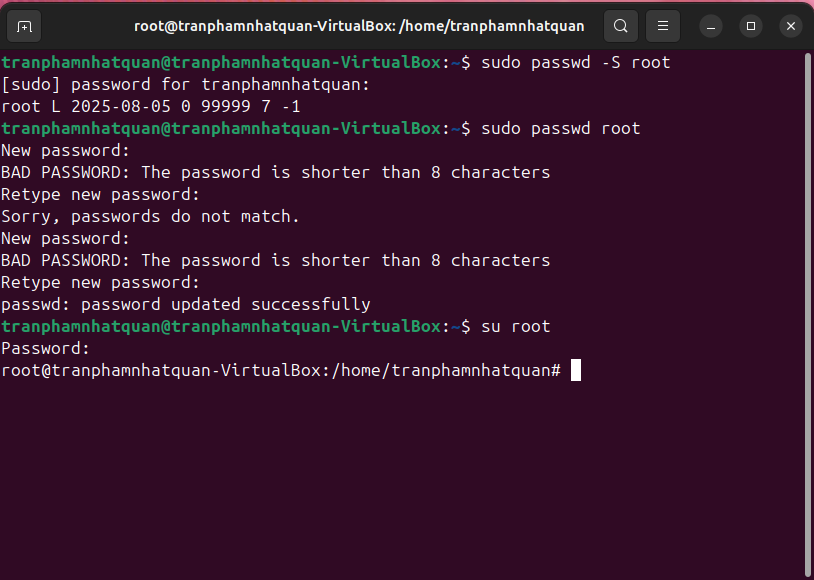 root@tranphamnhatquan-VirtualBox: /home/tranphamnhatquan
tranphamnhatquan@tranphamnhatquan-VirtualBox:~$ sudo passwd -S root
[sudo] password for tranphamnhatquan:
root L 2025-08-05 0 99999 7 -1
tranphamnhatquan@tranphamnhatquan-VirtualBox:~$ sudo passwd root
New password:
BAD PASSWORD: The password is shorter than 8 characters
Retype new password:
Sorry, passwords do not match.
New password:
BAD PASSWORD: The password is shorter than 8 characters
Retype new password:
passwd: password updated successfully
tranphamnhatquan@tranphamnhatquan-VirtualBox:~$ su root
Password:
root@tranphamnhatquan-VirtualBox:/home/tranphamnhatquan#